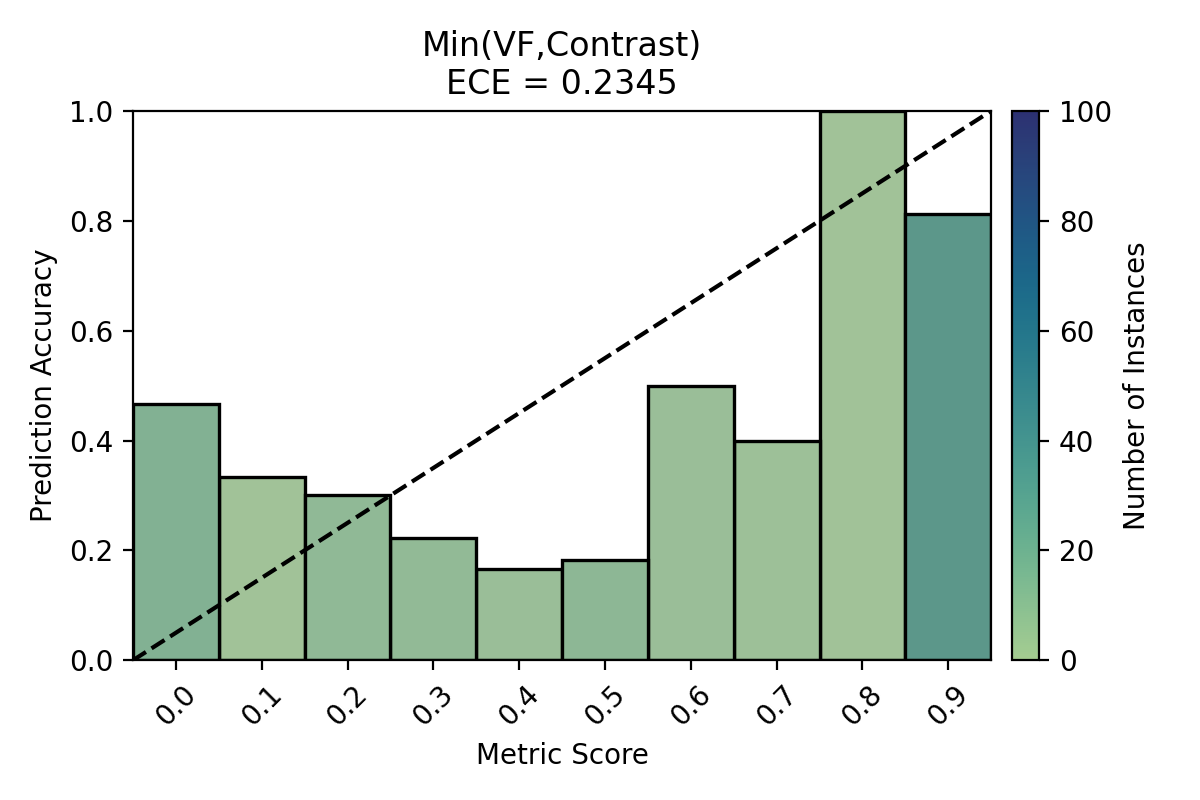 Min(VF,Contrast)
ECE = 0.2345
Prediction Accuracy
1.0
0.8
0.6
0.4
0.2
0.0
0.0 0.1 0.2 0.3 0.4 0.5 0.6 0.7 0.8 0.9
Metric Score
100
80
60
40
20
0
Number of Instances